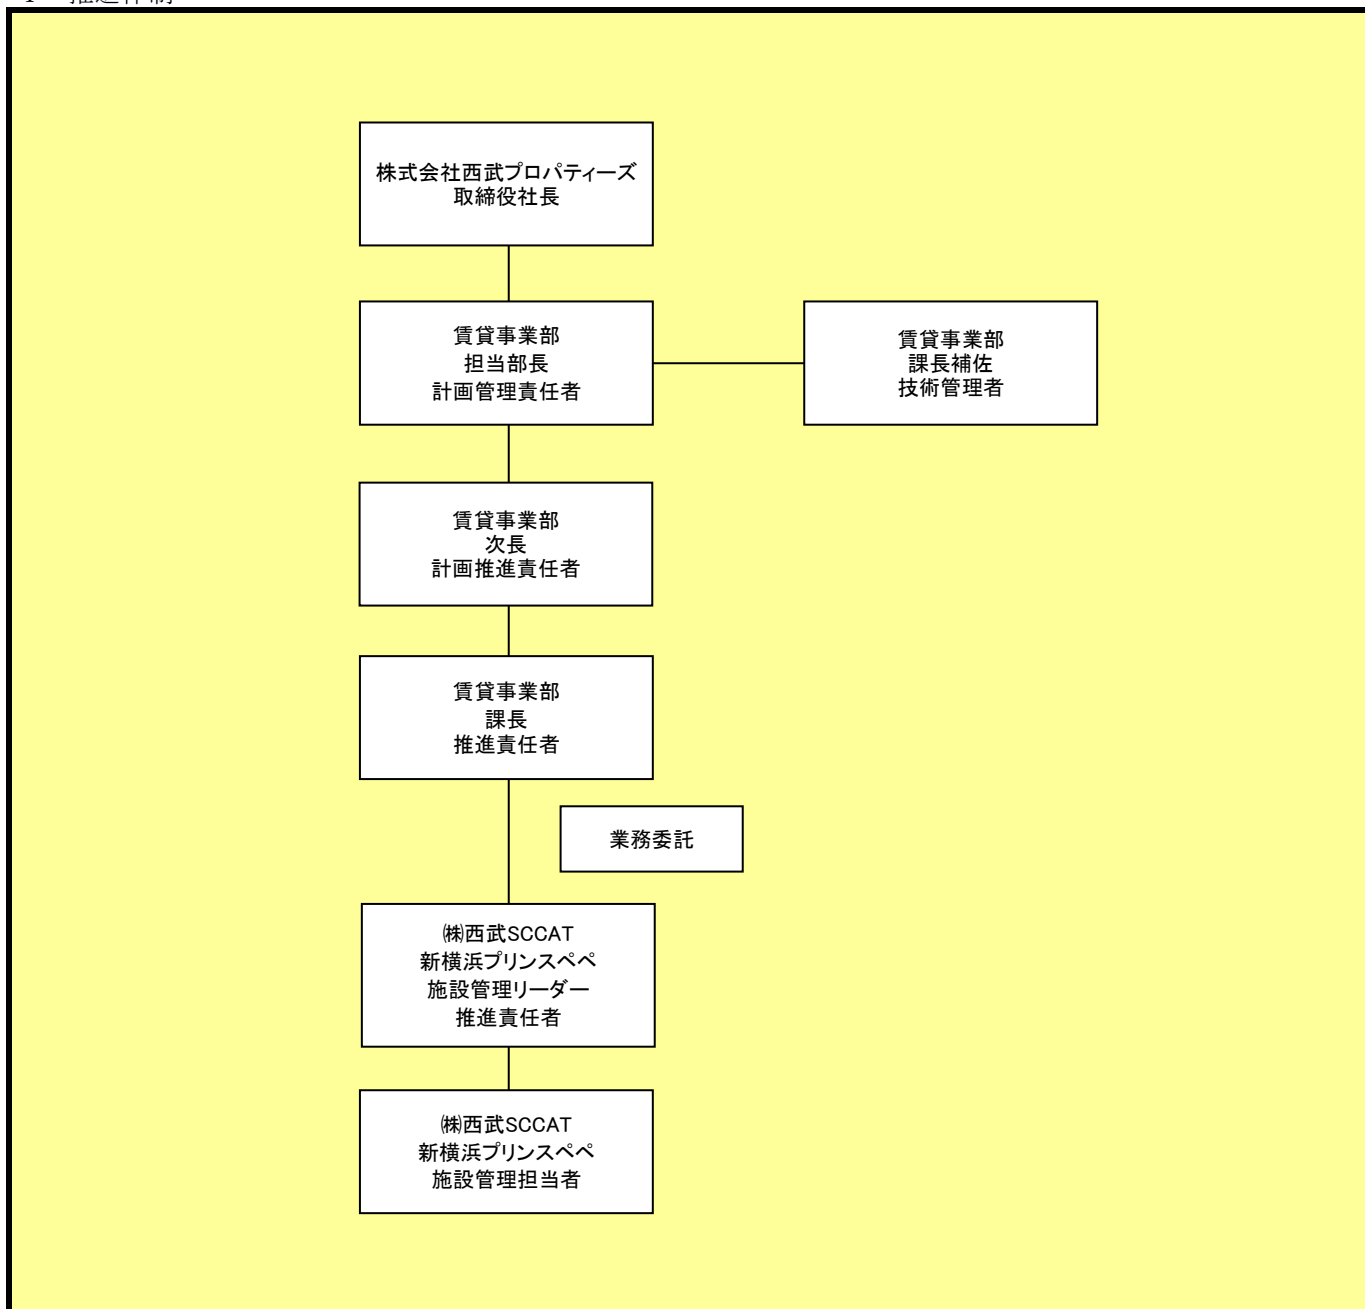 推進体制
株式会社西武プロパティーズ
取締役社長
賃貸事業部
担当部長
計画管理責任者
賃貸事業部
課長補佐
技術管理者
賃貸事業部
次長
計画推進責任者
賃貸事業部
課長
推進責任者
業務委託
㈱西武SCCAT
新横浜プリンスペペ
施設管理リーダー
推進責任者
㈱西武SCCAT
新横浜プリンスペペ
施設管理担当者